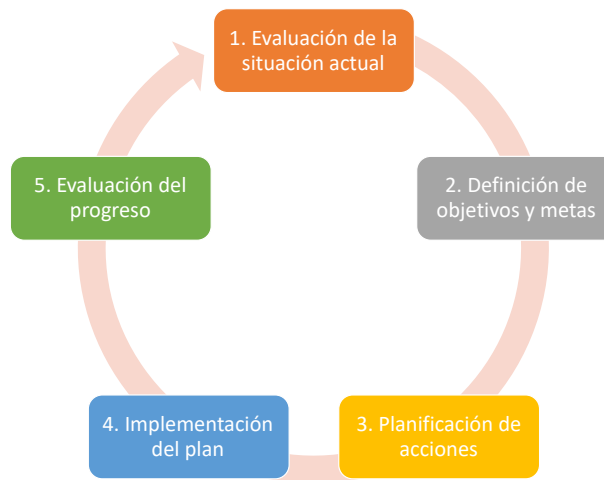 1. Evaluación de la
situación actual
2. Definición de
objetivos y metas
3. Planificación de
acciones
4. Implementación
del plan
5. Evaluación del
progreso